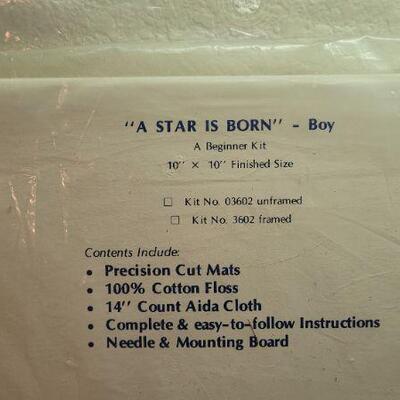 "A STAR IS BORN" - Boy
A Beginner Kit
10" × 10" Finished Size
□ Kit No. 03602 unframed
□ Kit No. 3602 framed
Contents Include:
• Precision Cut Mats
• 100% Cotton Floss
• 14" Count Aida Cloth
• Complete & easy-to-follow Instructions
• Needle & Mounting Board